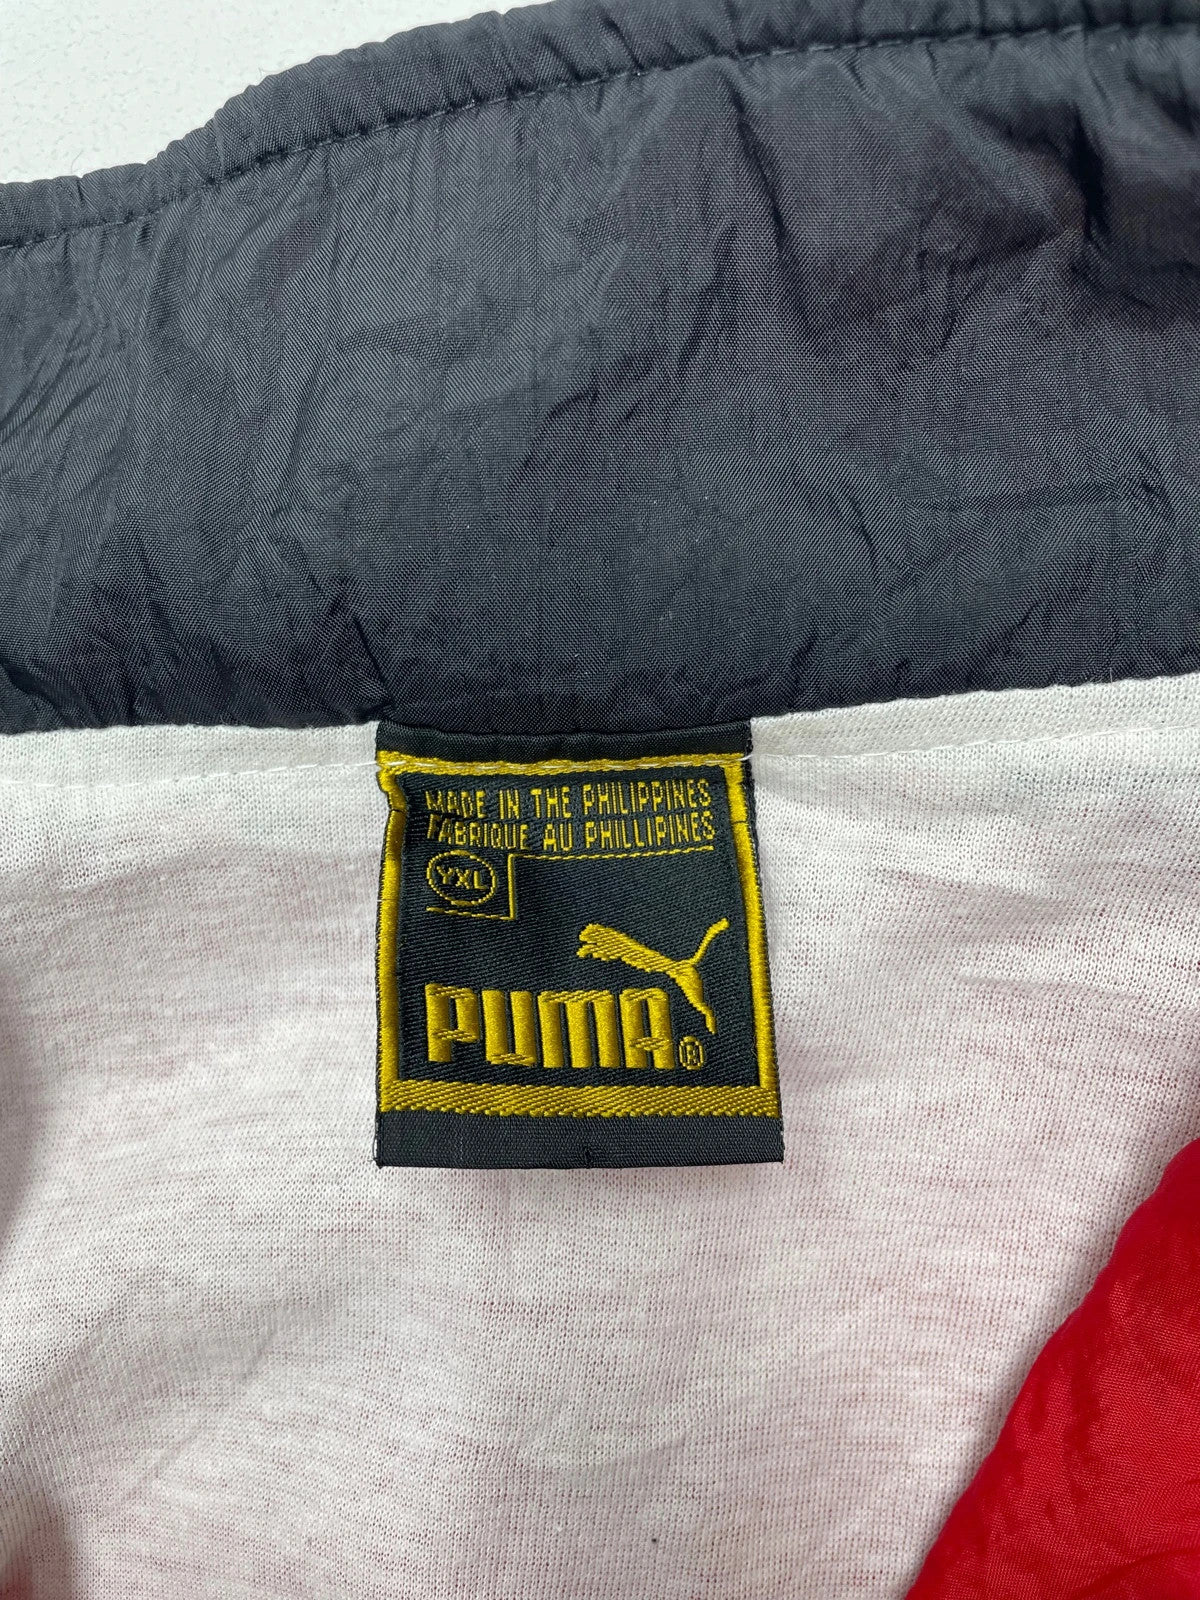 MADE IN THE PHILIPPINES
FABRIQUE AU PHILLIPINES
YXL
PUMA®